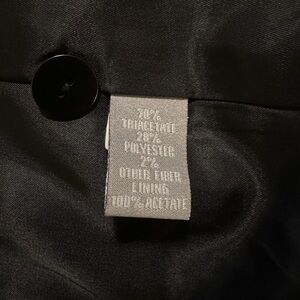 70%
TRIACETATE
28%
POLYESTER
2%
OTHER FIBER
LINING
100% ACETATE